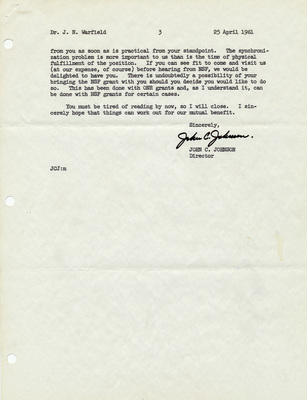 Dr. J. N. Warfield 3 25 April 1961
from you as soon as is practical from your standpoint. The synchroni-
zation problem is more important to us than is the time of physical
fulfillment of the position. If you can see fit to come and visit us
(at our expense, of course) before hearing from NSF, we would be
delighted to have you. There is undoubtedly a possibility of your
bringing the NSF grant with you should you decide you would like to do
so. This has been done with ONR grants and, as I understand it, can
be done with NSF grants for certain cases.
You must be tired of reading by now, so I will close. I sin-
cerely hope that things can work out for our mutual benefit.
Sincerely,
John C. Johnson.
JOHN C. JOHNSON
Director
JCJ:m